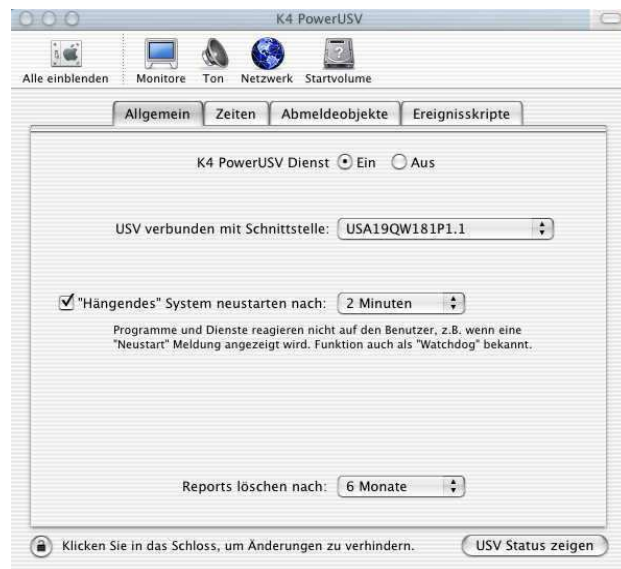 K4 PowerUSV
Alle einblenden Monitore Ton Netzwerk Startvolume
Allgemein Zeiten Abmeldeobjekte Ereignisskripte
K4 PowerUSV Dienst Ein Aus
USV verbunden mit Schnittstelle: USA19QW181P1.1
"Hängendes" System neustarten nach: 2 Minuten
Programme und Dienste reagieren nicht auf den Benutzer, z.B. wenn eine
"Neustart" Meldung angezeigt wird. Funktion auch als "Watchdog" bekannt.
Reports löschen nach: 6 Monate
Klicken Sie in das Schloss, um Änderungen zu verhindern. USV Status zeigen